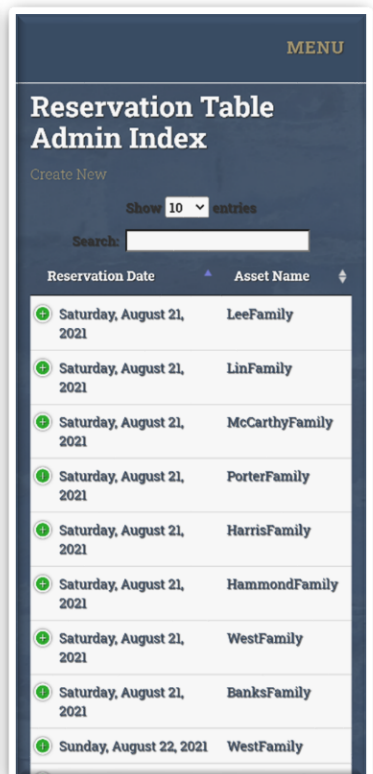 MENU
Reservation Table
Admin Index
Create New
Show 10 entries
Search:
Reservation Date Asset Name
Saturday, August 21, LeeFamily
2021
Saturday, August 21, LinFamily
2021
Saturday, August 21, McCarthyFamily
2021
Saturday, August 21, PorterFamily
2021
Saturday, August 21, HarrisFamily
2021
Saturday, August 21, HammondFamily
2021
Saturday, August 21, WestFamily
2021
Saturday, August 21, BanksFamily
2021
Sunday, August 22, 2021 WestFamily